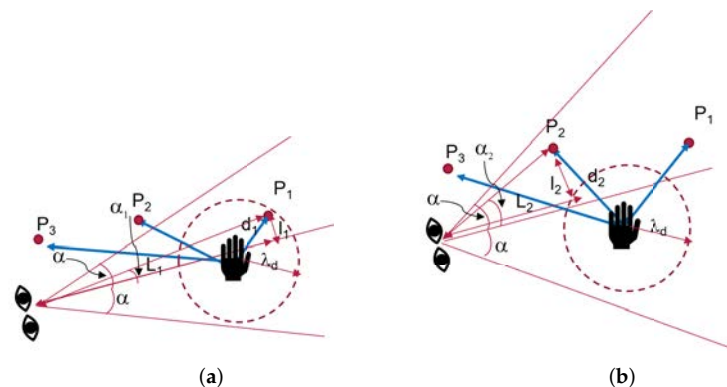 P₁
P₂
P₃
α₁
d₁
l₁
α
L₁
λd
α
(a)
P₁
P₂
P₃
α₂
l₂
d₂
α
L₂
λd
α
(b)